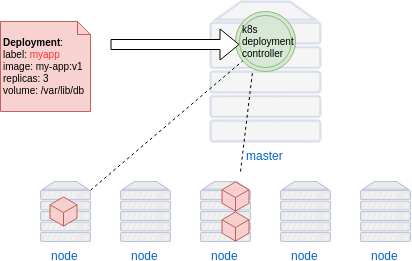 Deployment:
label: myapp
image: my-app:v1
replicas: 3
volume: /var/lib/db
k8s
deployment
controller
master
node
node
node
node
node